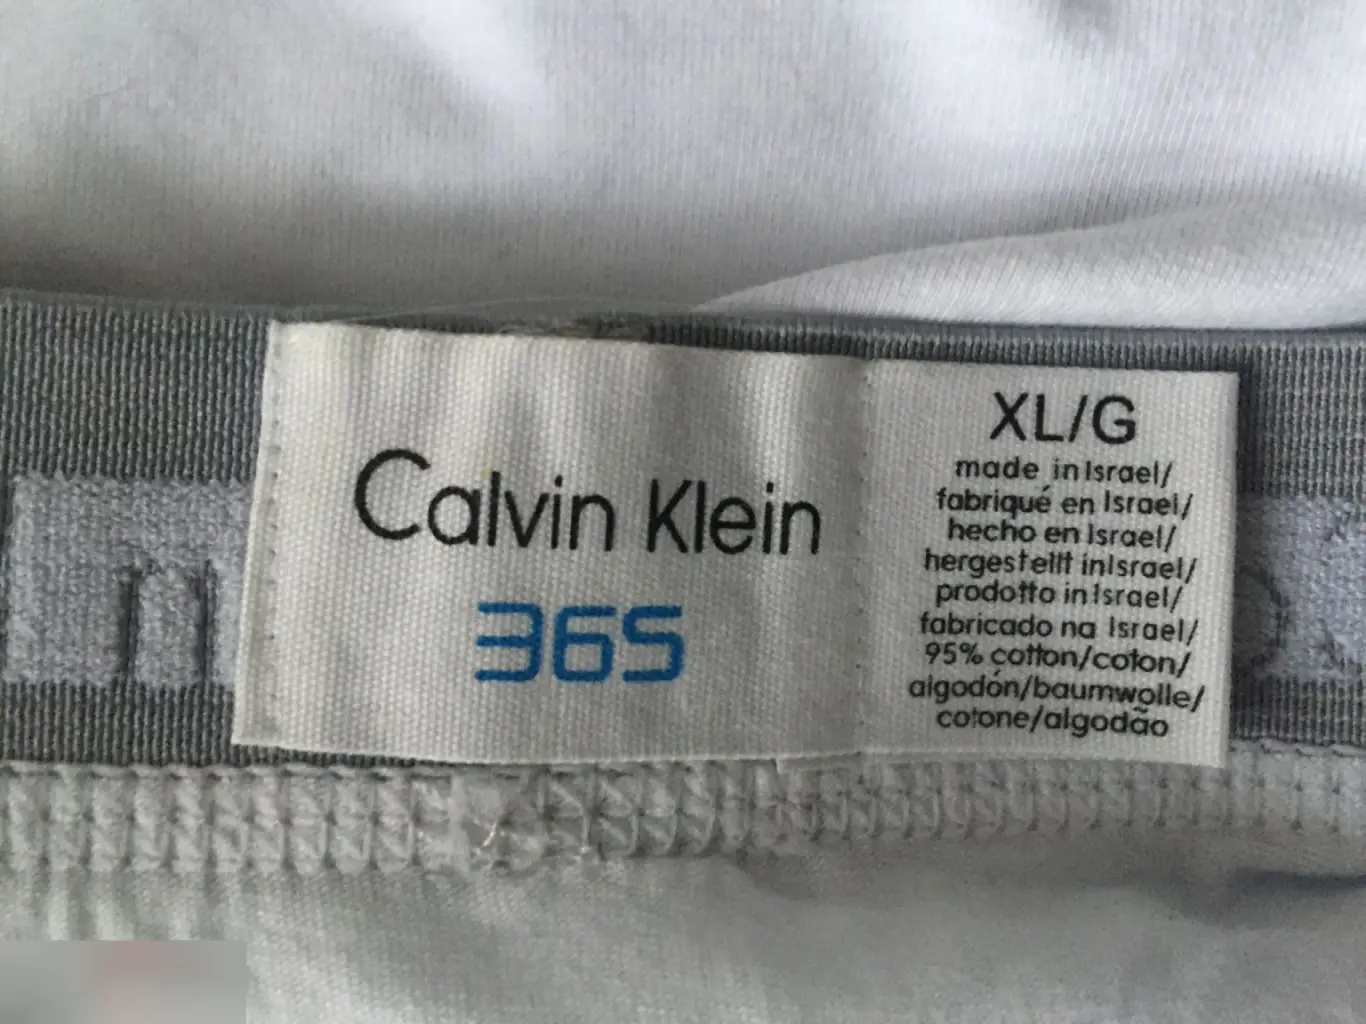 Calvin Klein
365
XL/G
made in Israel/
fabriqué en Israel/
hecho en Israel/
hergestellt in Israel/
prodotto in Israel/
fabricado na Israel/
95% cotton/coton/
algodón/baumwolle/
cotone/algodão